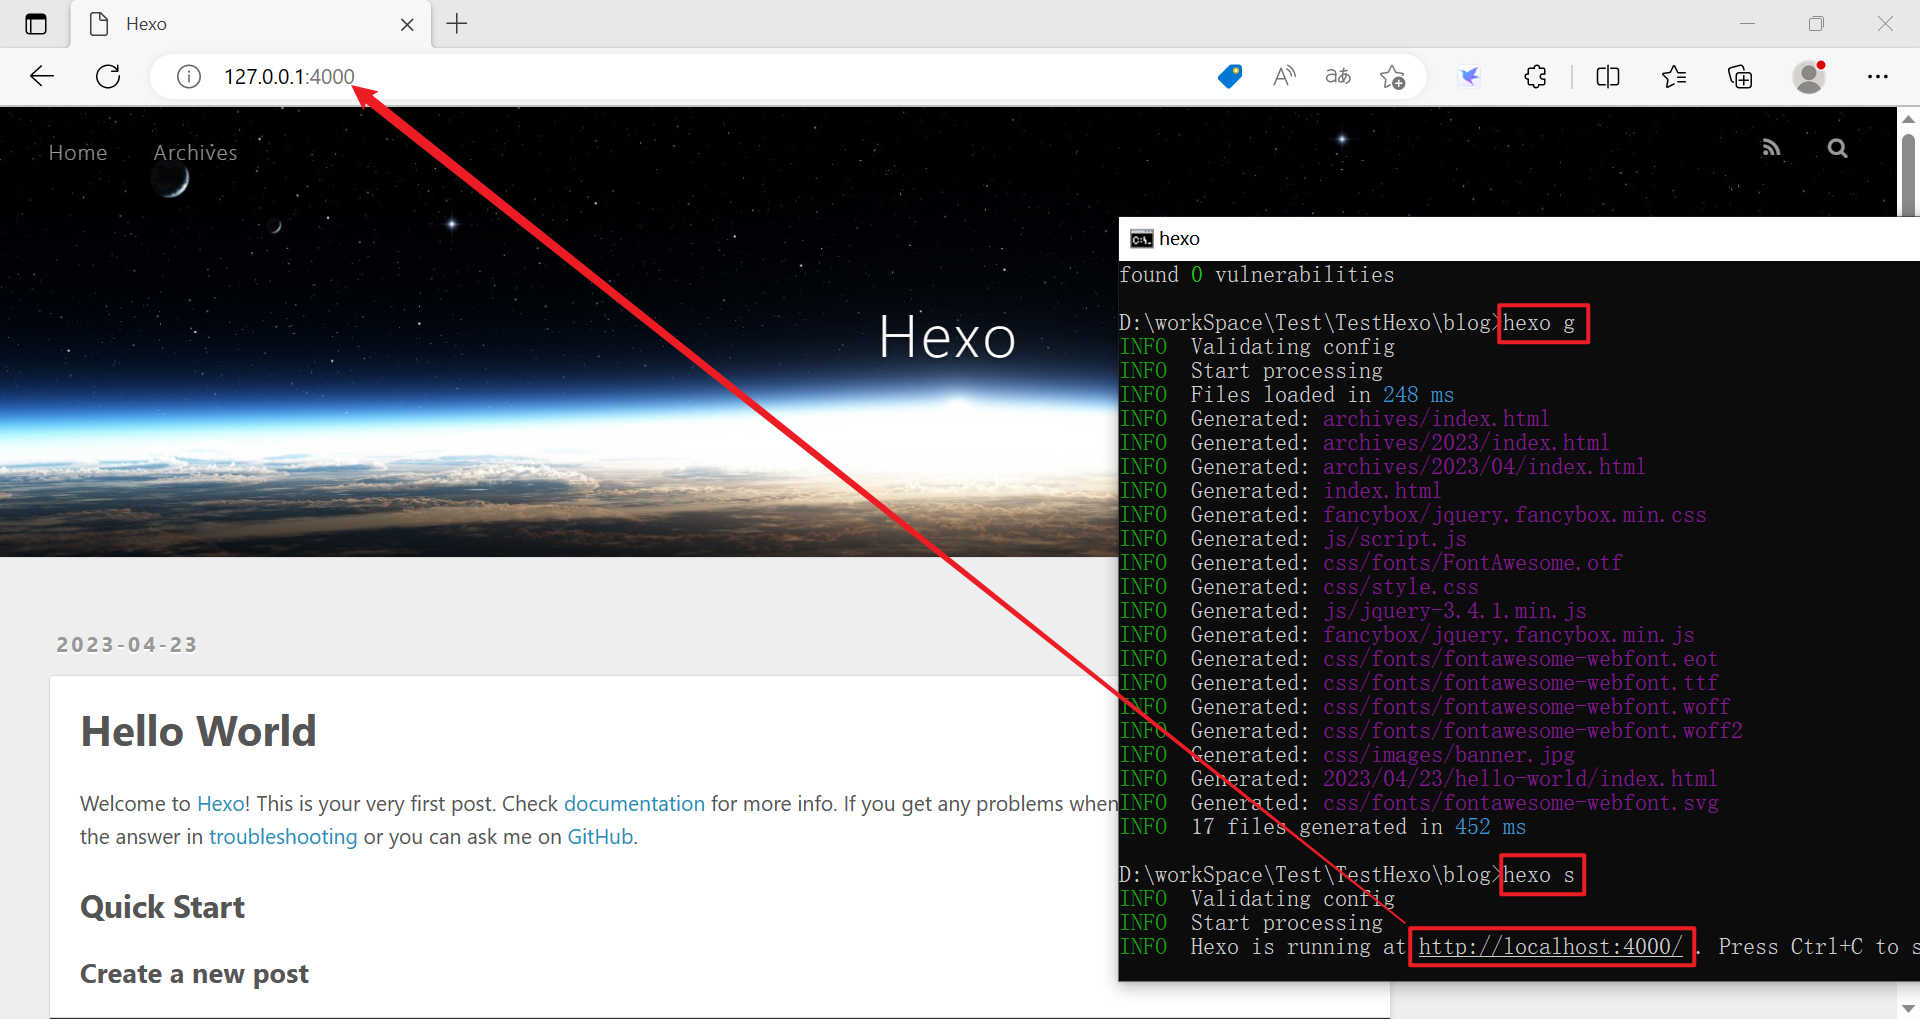 Hexo
127.0.0.1:4000
Home Archives
Hexo
2023-04-23
Hello World
Welcome to Hexo! This is your very first post. Check documentation for more info. If you get any problems when
the answer in troubleshooting or you can ask me on GitHub.
Quick Start
Create a new post
hexo
found 0 vulnerabilities
D:\workSpace\Test\TestHexo\blog>hexo g
INFO  Validating config
INFO  Start processing
INFO  Files loaded in 248 ms
INFO  Generated: archives/index.html
INFO  Generated: archives/2023/index.html
INFO  Generated: archives/2023/04/index.html
INFO  Generated: index.html
INFO  Generated: fancybox/jquery.fancybox.min.css
INFO  Generated: js/script.js
INFO  Generated: css/fonts/FontAwesome.otf
INFO  Generated: css/style.css
INFO  Generated: js/jquery-3.4.1.min.js
INFO  Generated: fancybox/jquery.fancybox.min.js
INFO  Generated: css/fonts/fontawesome-webfont.eot
INFO  Generated: css/fonts/fontawesome-webfont.ttf
INFO  Generated: css/fonts/fontawesome-webfont.woff
INFO  Generated: css/fonts/fontawesome-webfont.woff2
INFO  Generated: css/images/banner.jpg
INFO  Generated: 2023/04/23/hello-world/index.html
INFO  Generated: css/fonts/fontawesome-webfont.svg
INFO  17 files generated in 452 ms
D:\workSpace\Test\TestHexo\blog>hexo s
INFO  Validating config
INFO  Start processing
INFO  Hexo is running at http://localhost:4000/ . Press Ctrl+C to s